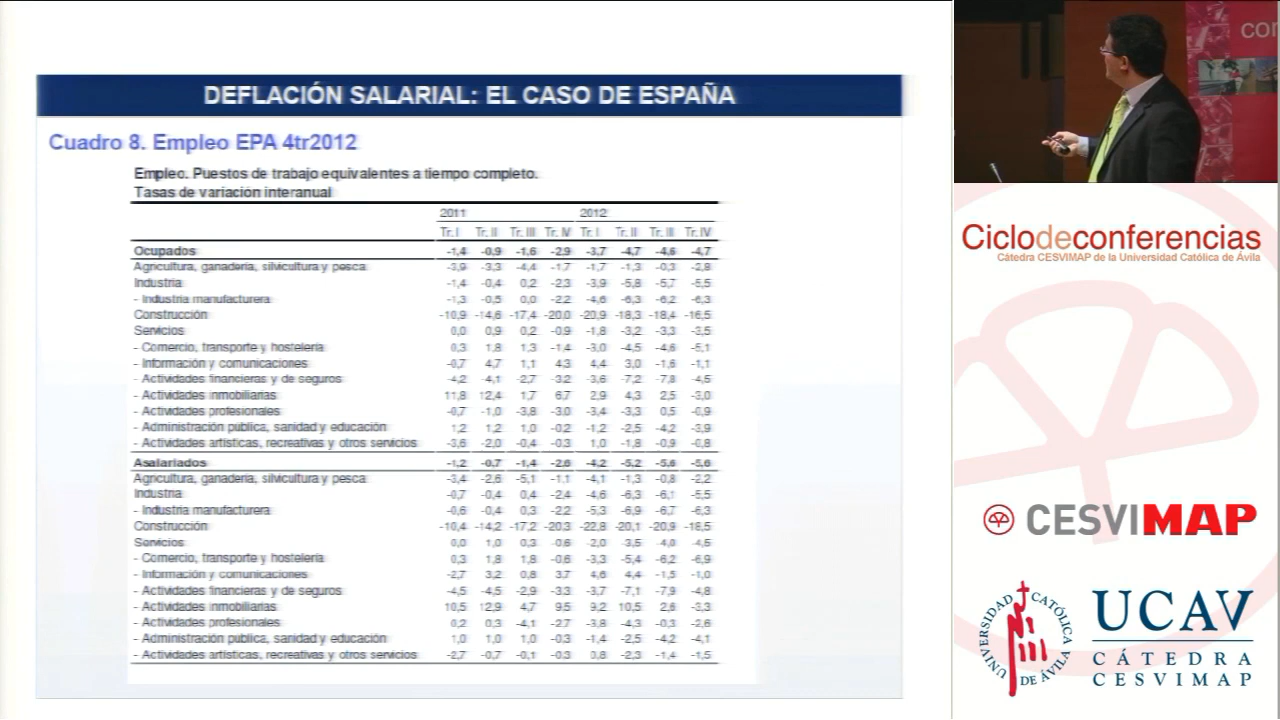 DEFLACIÓN SALARIAL: EL CASO DE ESPAÑA
Cuadro 8. Empleo EPA 4tr2012
Empleo. Puestos de trabajo equivalentes a tiempo completo.
Tasas de variación interanual
2011 2012
Tr. I Tr. II Tr. III Tr. IV Tr. I Tr. II Tr. III Tr. IV
Ocupados -1,4 -0,9 -1,6 -2,9 -3,7 -4,7 -4,6 -4,7
Agricultura, ganadería, silvicultura y pesca -3,9 -3,3 -4,4 -1,7 -1,7 -1,3 -0,3 -2,8
Industria -1,4 -0,4 0,2 -2,3 -3,9 -5,8 -5,7 -5,5
- Industria manufacturera -1,3 -0,5 0,0 -2,2 -4,6 -6,3 -6,2 -6,3
Construcción -10,9 -14,6 -17,4 -20,0 -20,9 -18,3 -18,4 -16,5
Servicios 0,0 0,9 0,2 -0,9 -1,8 -3,2 -3,3 -3,5
- Comercio, transporte y hostelería 0,3 1,8 1,3 -1,4 -3,0 -4,5 -4,6 -5,1
- Información y comunicaciones -0,7 4,7 1,1 4,3 4,4 3,0 -1,6 -1,1
- Actividades financieras y de seguros -4,2 -4,1 -2,7 -3,2 -3,6 -7,2 -7,8 -4,5
- Actividades inmobiliarias 11,8 12,4 1,7 6,7 2,9 4,3 2,5 -3,0
- Actividades profesionales -0,7 -1,0 -3,8 -3,0 -3,4 -3,3 0,5 -0,9
- Administración pública, sanidad y educación 1,2 1,2 1,0 -0,2 -1,2 -2,5 -4,2 -3,9
- Actividades artísticas, recreativas y otros servicios -3,6 -2,0 -0,4 -0,3 1,0 -1,8 -0,9 -0,8
Asalariados -1,2 -0,7 -1,4 -2,6 -4,2 -5,2 -5,6 -5,6
Agricultura, ganadería, silvicultura y pesca -3,4 -2,6 -5,1 -1,1 -4,1 -1,3 -0,8 -2,2
Industria -0,7 -0,4 0,4 -2,4 -4,6 -6,3 -6,1 -5,5
- Industria manufacturera -0,6 -0,4 0,3 -2,2 -5,3 -6,9 -6,7 -6,3
Construcción -10,4 -14,2 -17,2 -20,3 -22,8 -20,1 -20,9 -18,5
Servicios 0,0 1,0 0,3 -0,6 -2,0 -3,5 -4,0 -4,5
- Comercio, transporte y hostelería 0,3 1,8 1,8 -0,6 -3,3 -5,4 -6,2 -6,9
- Información y comunicaciones -2,7 3,2 0,8 3,7 4,6 4,4 -1,5 -1,0
- Actividades financieras y de seguros -4,5 -4,5 -2,9 -3,3 -3,7 -7,1 -7,9 -4,8
- Actividades inmobiliarias 10,5 12,9 4,7 9,5 9,2 10,5 2,6 -3,3
- Actividades profesionales 0,2 0,3 -4,1 -2,7 -3,8 -4,3 -0,3 -2,6
- Administración pública, sanidad y educación 1,0 1,0 1,0 -0,3 -1,4 -2,5 -4,2 -4,1
- Actividades artísticas, recreativas y otros servicios -2,7 -0,7 -0,1 -0,3 0,8 -2,3 -1,4 -1,5
Ciclodeconferencias
Cátedra CESVIMAP de la Universidad Católica de Ávila
CESVIMAP
UNIVERSIDAD CATÓLICA DE ÁVILA
UCAV
CÁTEDRA
CESVIMAP